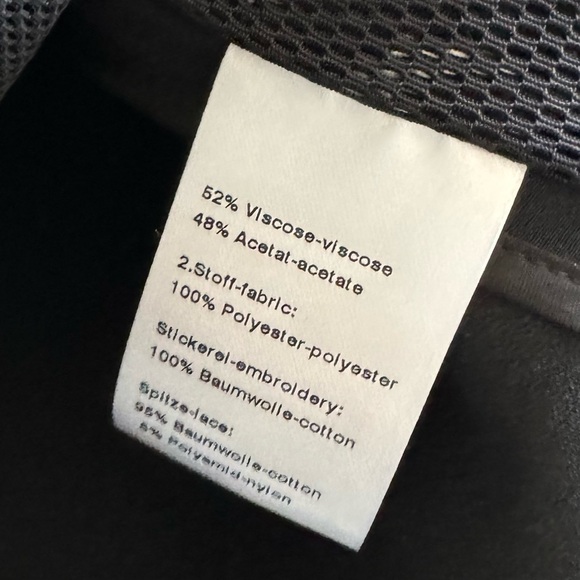 52% Viscose-viscose
48% Acetat-acetate
2.Stoff-fabric:
100% Polyester-polyester
Stickerei-embroidery:
100% Baumwolle-cotton
Spitze-lace:
95% Baumwolle-cotton
5% Polyamid-nylon